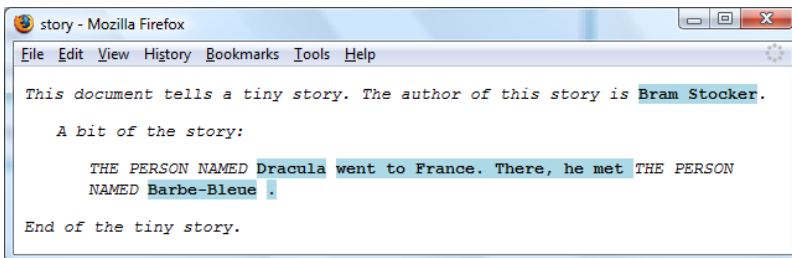 story - Mozilla Firefox
File Edit View History Bookmarks Tools Help
This document tells a tiny story. The author of this story is Bram Stocker.
A bit of the story:
THE PERSON NAMED Dracula went to France. There, he met THE PERSON
NAMED Barbe-Bleue .
End of the tiny story.